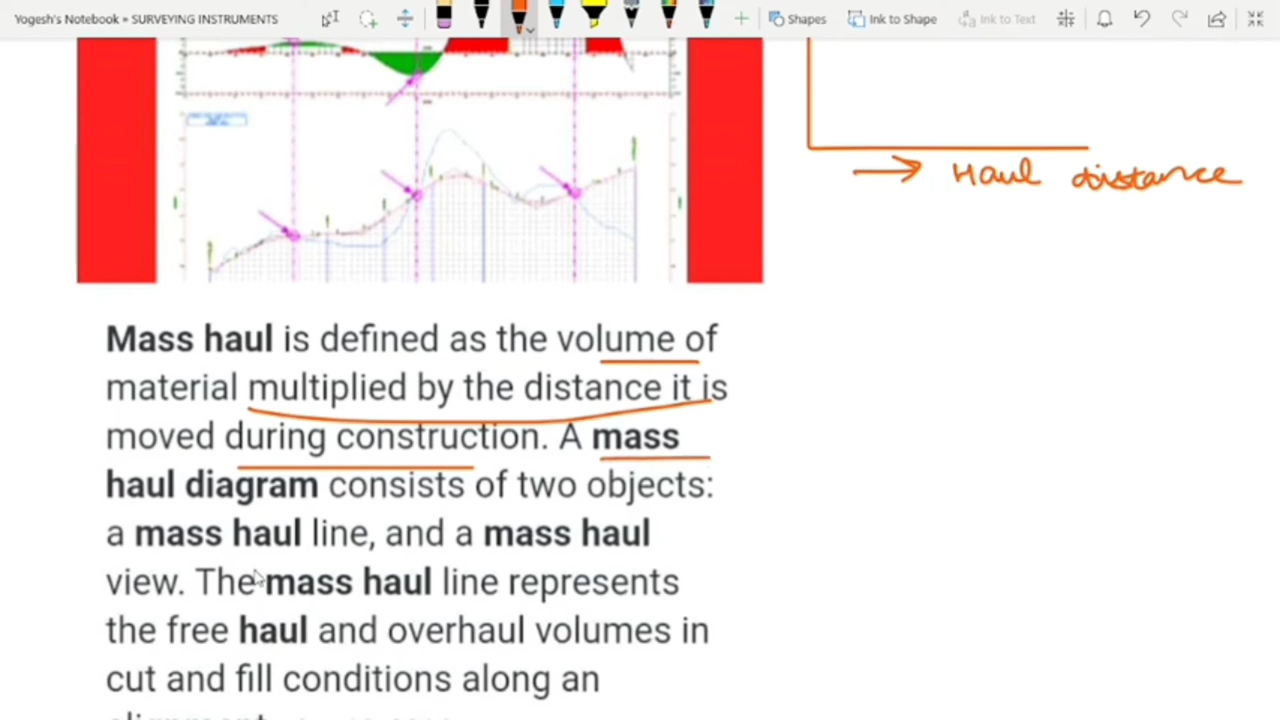 Yogesh's Notebook » SURVEYING INSTRUMENTS
Shapes
Ink to Shape
Ink to Text
→ Haul distance
Mass haul is defined as the volume of
material multiplied by the distance it is
moved during construction. A mass
haul diagram consists of two objects:
a mass haul line, and a mass haul
view. The mass haul line represents
the free haul and overhaul volumes in
cut and fill conditions along an